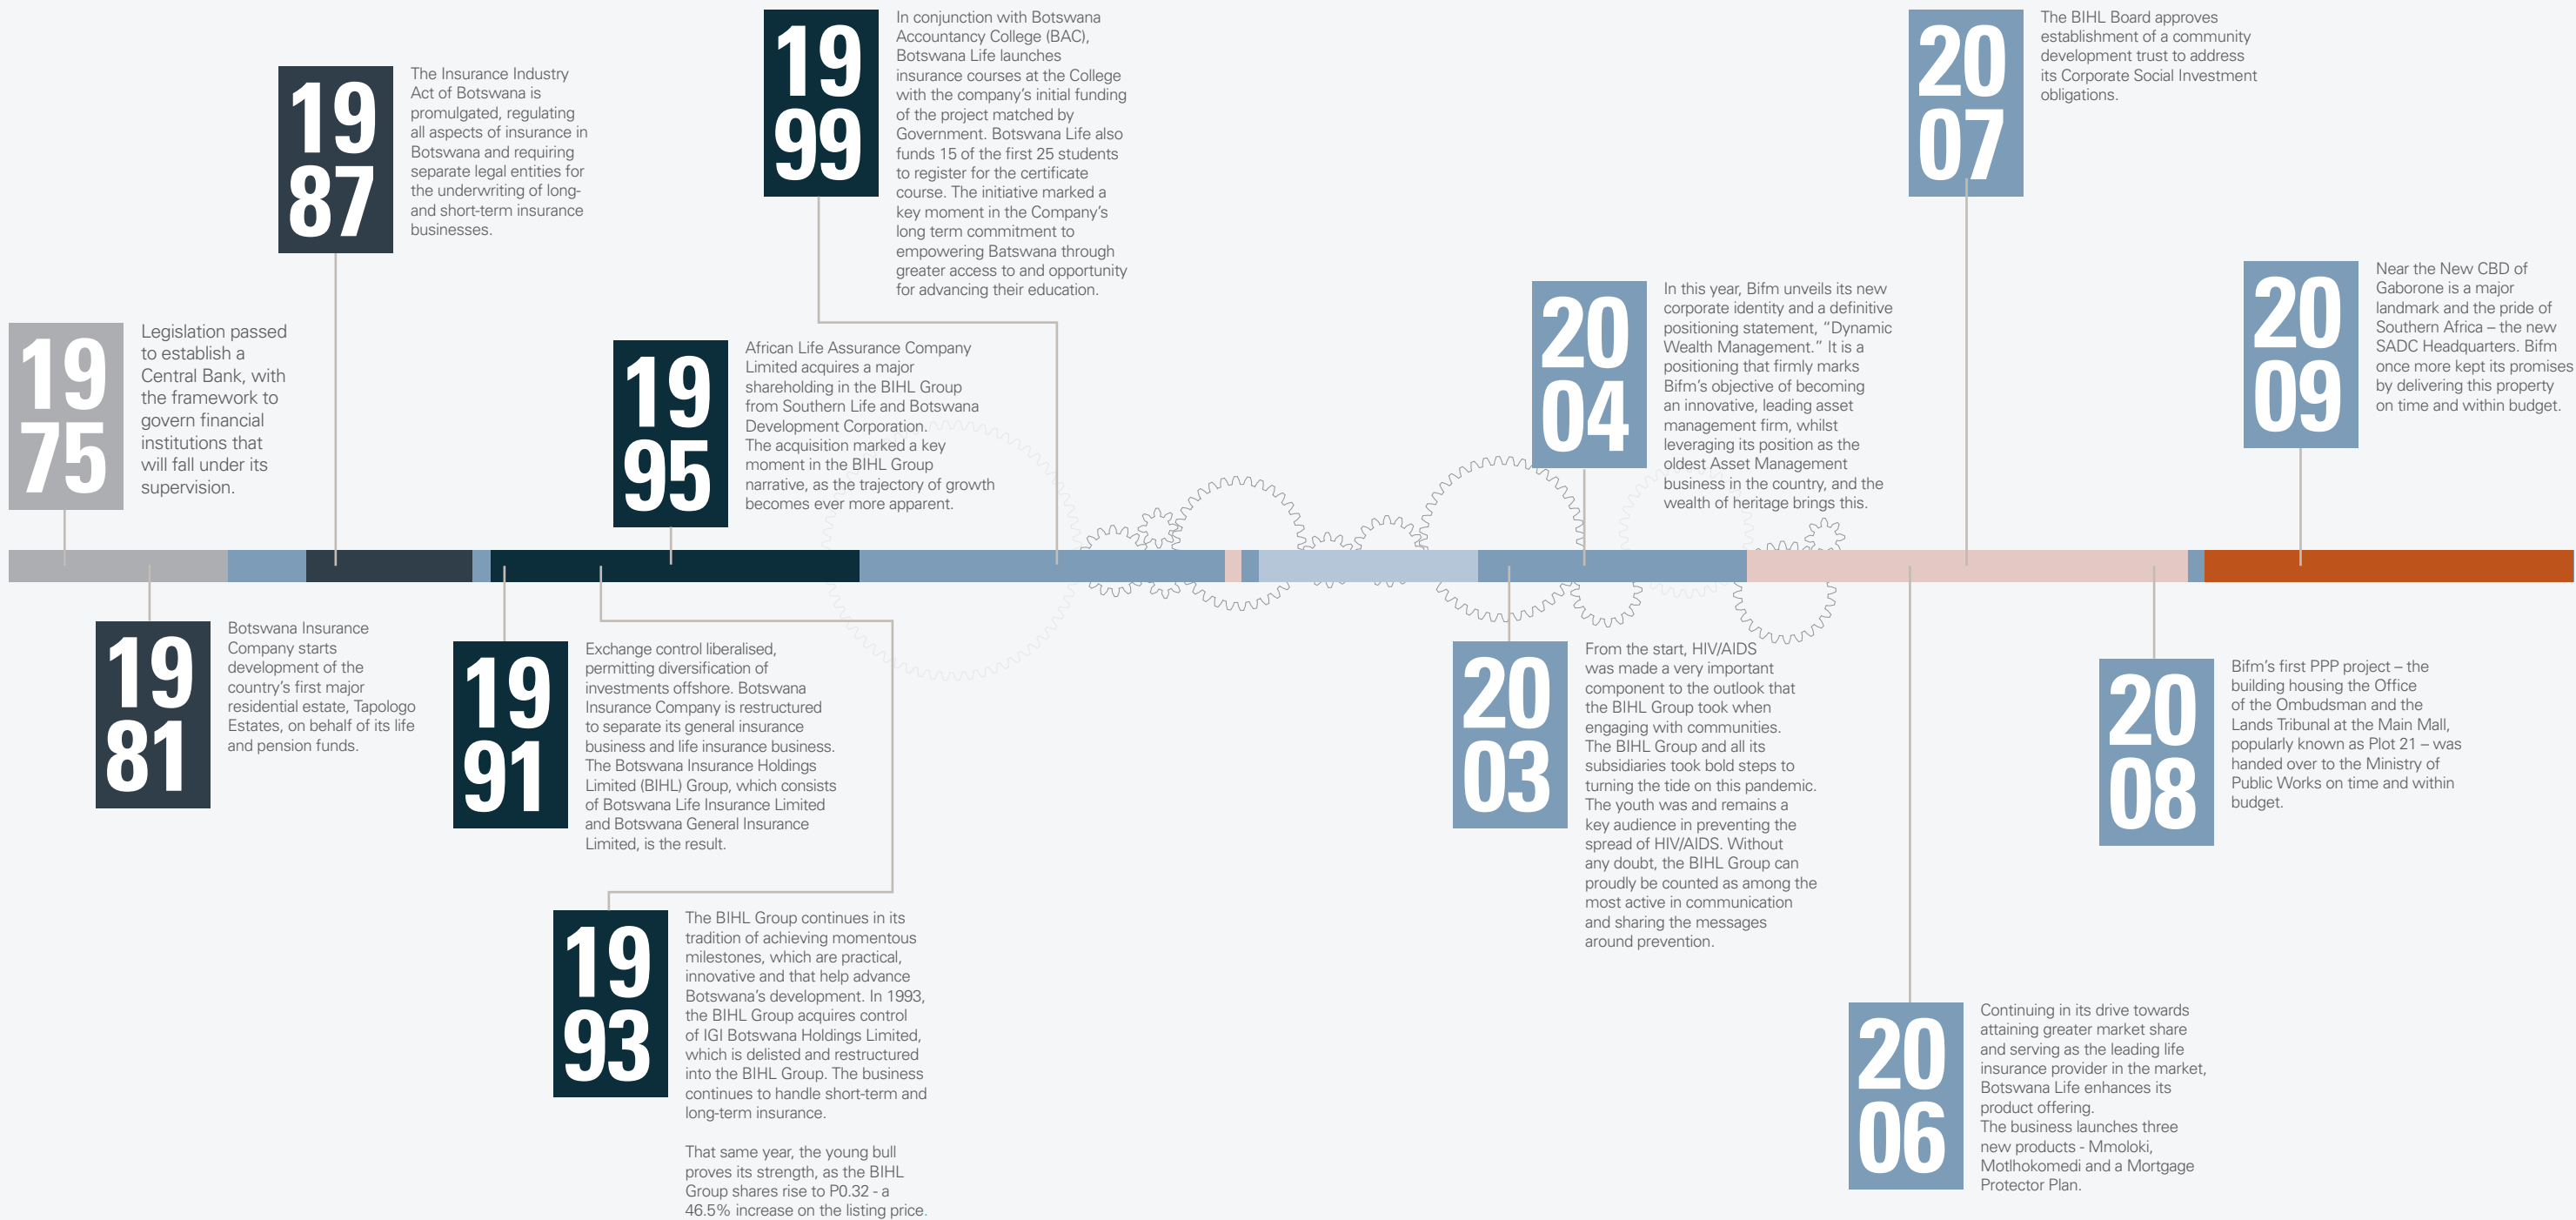 19
75
Legislation passed
to establish a
Central Bank, with
the framework to
govern financial
institutions that
will fall under its
supervision.
19
81
Botswana Insurance
Company starts
development of the
country's first major
residential estate, Tapologo
Estates, on behalf of its life
and pension funds.
19
87
The Insurance Industry
Act of Botswana is
promulgated, regulating
all aspects of insurance in
Botswana and requiring
separate legal entities for
the underwriting of long-
and short-term insurance
businesses.
19
91
Exchange control liberalised,
permitting diversification of
investments offshore. Botswana
Insurance Company is restructured
to separate its general insurance
business and life insurance business.
The Botswana Insurance Holdings
Limited (BIHL) Group, which consists
of Botswana Life Insurance Limited
and Botswana General Insurance
Limited, is the result.
19
93
The BIHL Group continues in its
tradition of achieving momentous
milestones, which are practical,
innovative and that help advance
Botswana's development. In 1993,
the BIHL Group acquires control
of IGI Botswana Holdings Limited,
which is delisted and restructured
into the BIHL Group. The business
continues to handle short-term and
long-term insurance.
That same year, the young bull
proves its strength, as the BIHL
Group shares rise to P0.32 - a
46.5% increase on the listing price.
19
95
African Life Assurance Company
Limited acquires a major
shareholding in the BIHL Group
from Southern Life and Botswana
Development Corporation.
The acquisition marked a key
moment in the BIHL Group
narrative, as the trajectory of growth
becomes ever more apparent.
19
99
In conjunction with Botswana
Accountancy College (BAC),
Botswana Life launches
insurance courses at the College
with the company's initial funding
of the project matched by
Government. Botswana Life also
funds 15 of the first 25 students
to register for the certificate
course. The initiative marked a
key moment in the Company's
long term commitment to
empowering Batswana through
greater access to and opportunity
for advancing their education.
20
03
From the start, HIV/AIDS
was made a very important
component to the outlook that
the BIHL Group took when
engaging with communities.
The BIHL Group and all its
subsidiaries took bold steps to
turning the tide on this pandemic.
The youth was and remains a
key audience in preventing the
spread of HIV/AIDS. Without
any doubt, the BIHL Group can
proudly be counted as among the
most active in communication
and sharing the messages
around prevention.
20
04
In this year, Bifm unveils its new
corporate identity and a definitive
positioning statement, “Dynamic
Wealth Management.” It is a
positioning that firmly marks
Bifm's objective of becoming
an innovative, leading asset
management firm, whilst
leveraging its position as the
oldest Asset Management
business in the country, and the
wealth of heritage brings this.
20
06
Continuing in its drive towards
attaining greater market share
and serving as the leading life
insurance provider in the market,
Botswana Life enhances its
product offering.
The business launches three
new products - Mmoloki,
Motlhokomedi and a Mortgage
Protector Plan.
20
07
The BIHL Board approves
establishment of a community
development trust to address
its Corporate Social Investment
obligations.
20
08
Bifm's first PPP project – the
building housing the Office
of the Ombudsman and the
Lands Tribunal at the Main Mall,
popularly known as Plot 21 – was
handed over to the Ministry of
Public Works on time and within
budget.
20
09
Near the New CBD of
Gaborone is a major
landmark and the pride of
Southern Africa – the new
SADC Headquarters. Bifm
once more kept its promises
by delivering this property
on time and within budget.